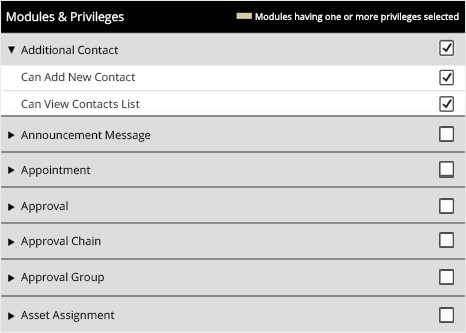 Modules & Privileges
Modules having one or more privileges selected
Additional Contact
Can Add New Contact
Can View Contacts List
Announcement Message
Appointment
Approval
Approval Chain
Approval Group
Asset Assignment